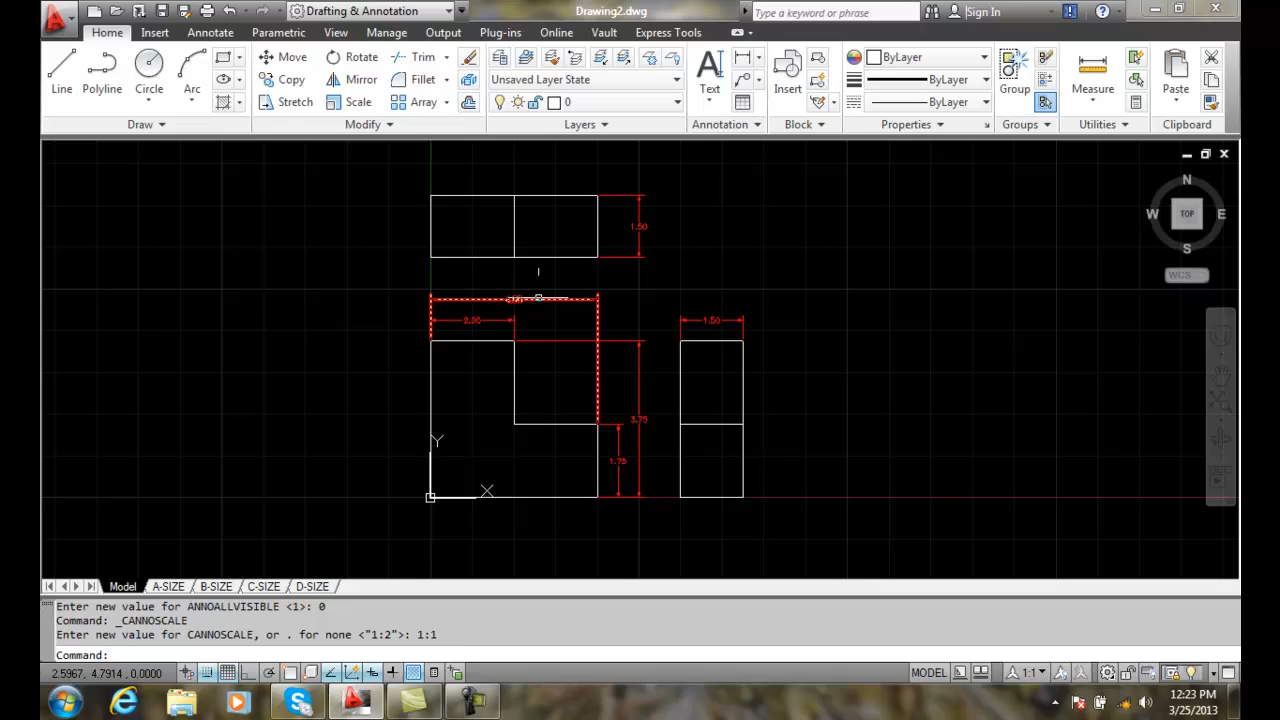 Drafting & Annotation
Drawing2.dwg
Type a keyword or phrase
Sign In
Home Insert Annotate Parametric View Manage Output Plug-ins Online Vault Express Tools
Line Polyline Circle Arc
Move Rotate Trim
Copy Mirror Fillet
Stretch Scale Array
Unsaved Layer State
0
A Text
Insert
ByLayer
ByLayer
ByLayer
Group
Measure
Paste
Draw Modify Layers Annotation Block Properties Groups Utilities Clipboard
N
W TOP E
S
WCS
1.50
2.00
1.50
3.75
1.75
Y
X
Model A-SIZE B-SIZE C-SIZE D-SIZE
Enter new value for ANNOALLVISIBLE <1>: 0
Command: _CANNOSCALE
Enter new value for CANNOSCALE, or . for none <"1:2">: 1:1
Command:
2.5967, 4.7914, 0.0000
MODEL
1:1
12:23 PM
3/25/2013